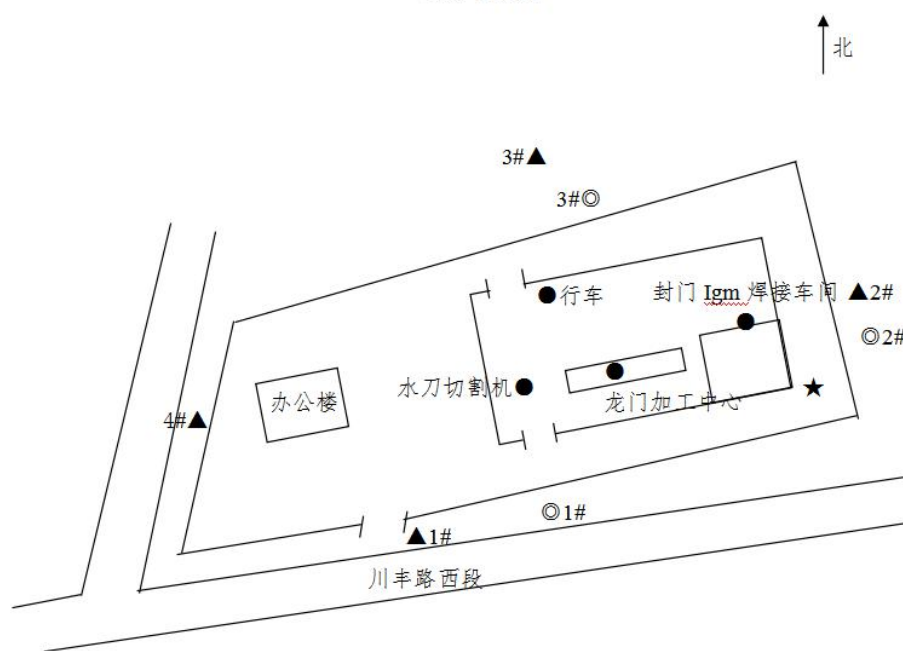 北
3#▲
3#◎
行车
封门 Igm 焊接车间 ▲2#
◎2#
水刀切割机
龙门加工中心
办公楼
4#▲
◎1#
▲1#
川丰路西段